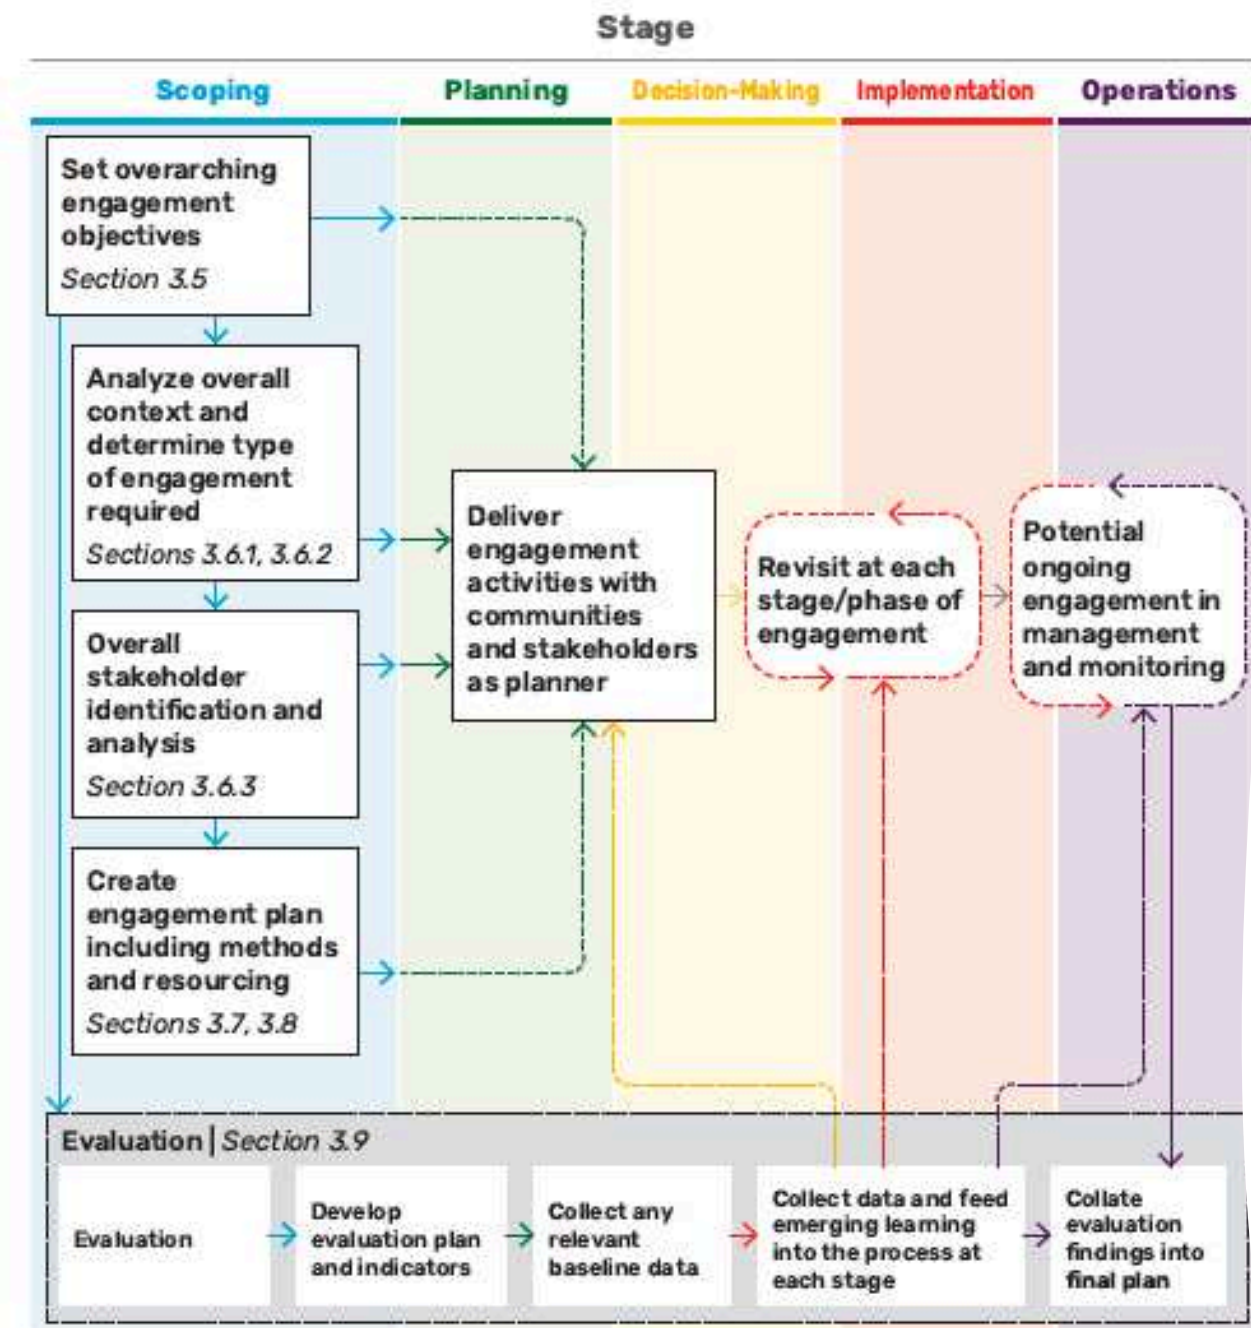 Stage
Scoping
Planning
Decision-Making
Implementation
Operations
Set overarching
engagement
objectives
Section 3.5
Analyze overall
context and
determine type
of engagement
required
Sections 3.6.1, 3.6.2
Overall
stakeholder
identification and
analysis
Section 3.6.3
Create
engagement plan
including methods
and resourcing
Sections 3.7, 3.8
Deliver
engagement
activities with
communities
and stakeholders
as planner
Revisit at each
stage/phase of
engagement
Potential
ongoing
engagement in
management
and monitoring
Evaluation | Section 3.9
Evaluation
Develop
evaluation plan
and indicators
Collect any
relevant
baseline data
Collect data and feed
emerging learning
into the process at
each stage
Collate
evaluation
findings into
final plan